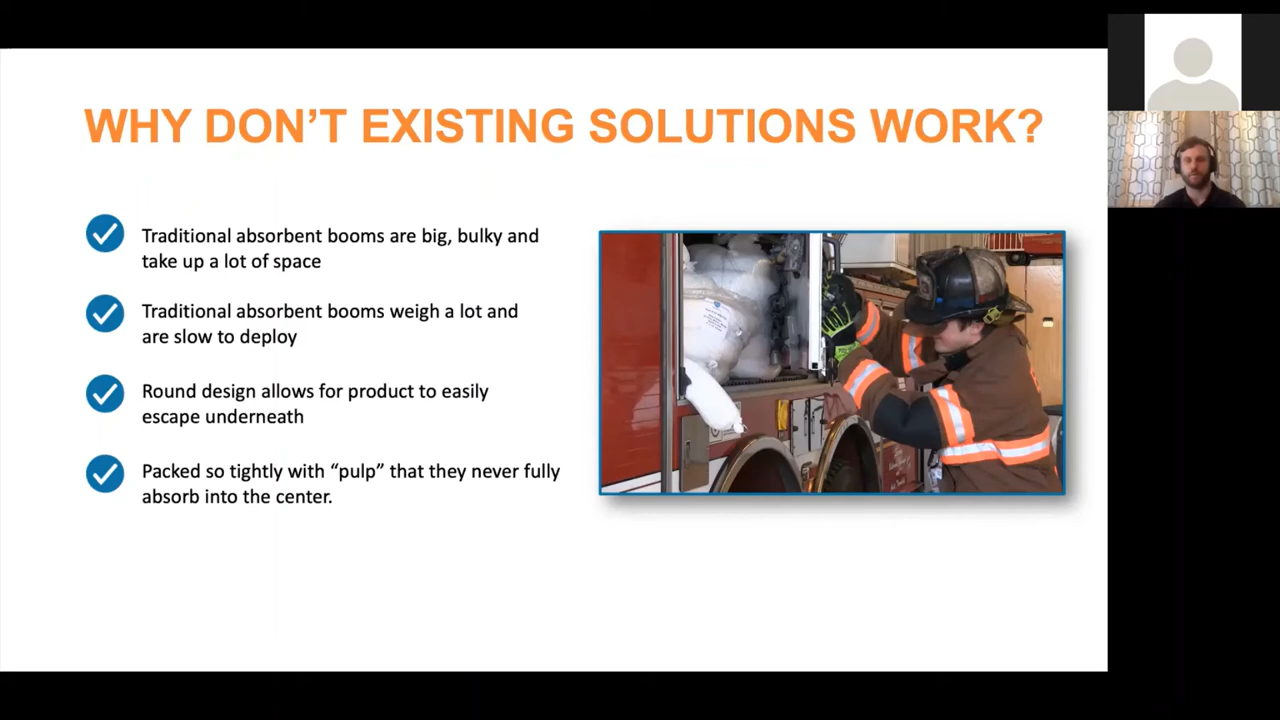 WHY DON’T EXISTING SOLUTIONS WORK?
Traditional absorbent booms are big, bulky and
take up a lot of space
Traditional absorbent booms weigh a lot and
are slow to deploy
Round design allows for product to easily
escape underneath
Packed so tightly with “pulp” that they never fully
absorb into the center.